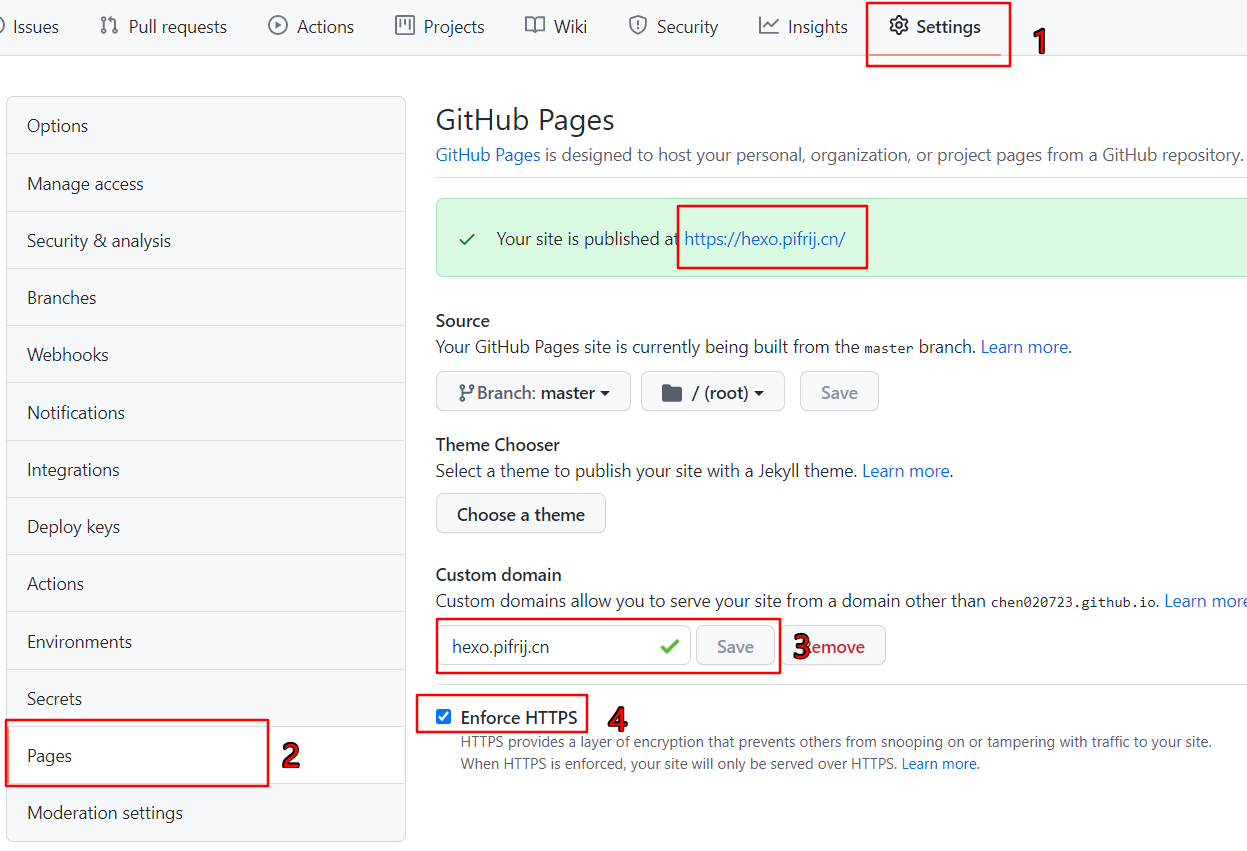 Issues Pull requests Actions Projects Wiki Security Insights Settings 1
Options
Manage access
Security & analysis
Branches
Webhooks
Notifications
Integrations
Deploy keys
Actions
Environments
Secrets
Pages 2
Moderation settings
GitHub Pages
GitHub Pages is designed to host your personal, organization, or project pages from a GitHub repository.
Your site is published at https://hexo.pifrij.cn/
Source
Your GitHub Pages site is currently being built from the master branch. Learn more.
Branch: master / (root) Save
Theme Chooser
Select a theme to publish your site with a Jekyll theme. Learn more.
Choose a theme
Custom domain
Custom domains allow you to serve your site from a domain other than chen020723.github.io. Learn more
hexo.pifrij.cn Save 3 Remove
Enforce HTTPS 4
HTTPS provides a layer of encryption that prevents others from snooping on or tampering with traffic to your site.
When HTTPS is enforced, your site will only be served over HTTPS. Learn more.